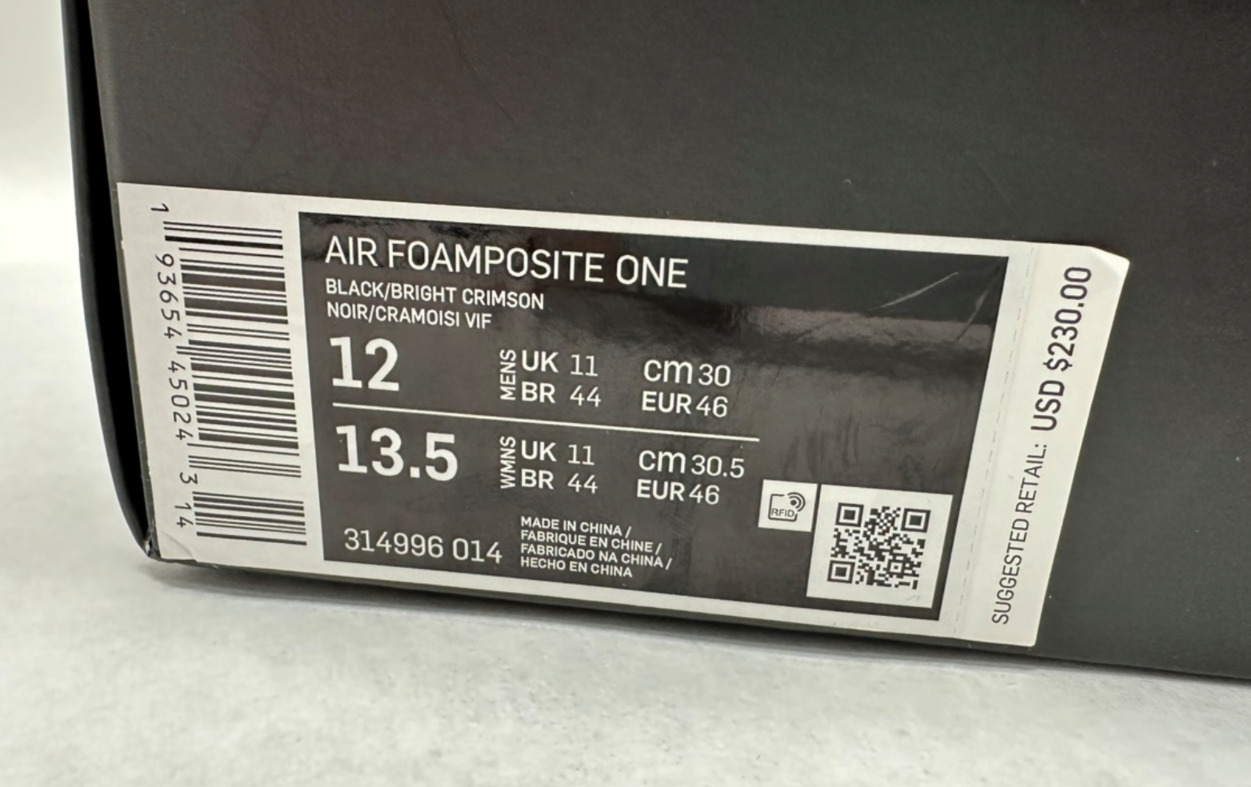 1 93654 45024 3 14
AIR FOAMPOSITE ONE
BLACK/BRIGHT CRIMSON
NOIR/CRAMOISI VIF
12
MENS
UK 11
BR 44
cm 30
EUR 46
13.5
WMNS
UK 11
BR 44
cm 30.5
EUR 46
314996 014
MADE IN CHINA /
FABRIQUE EN CHINE /
FABRICADO NA CHINA /
HECHO EN CHINA
RFID
SUGGESTED RETAIL: USD $230.00